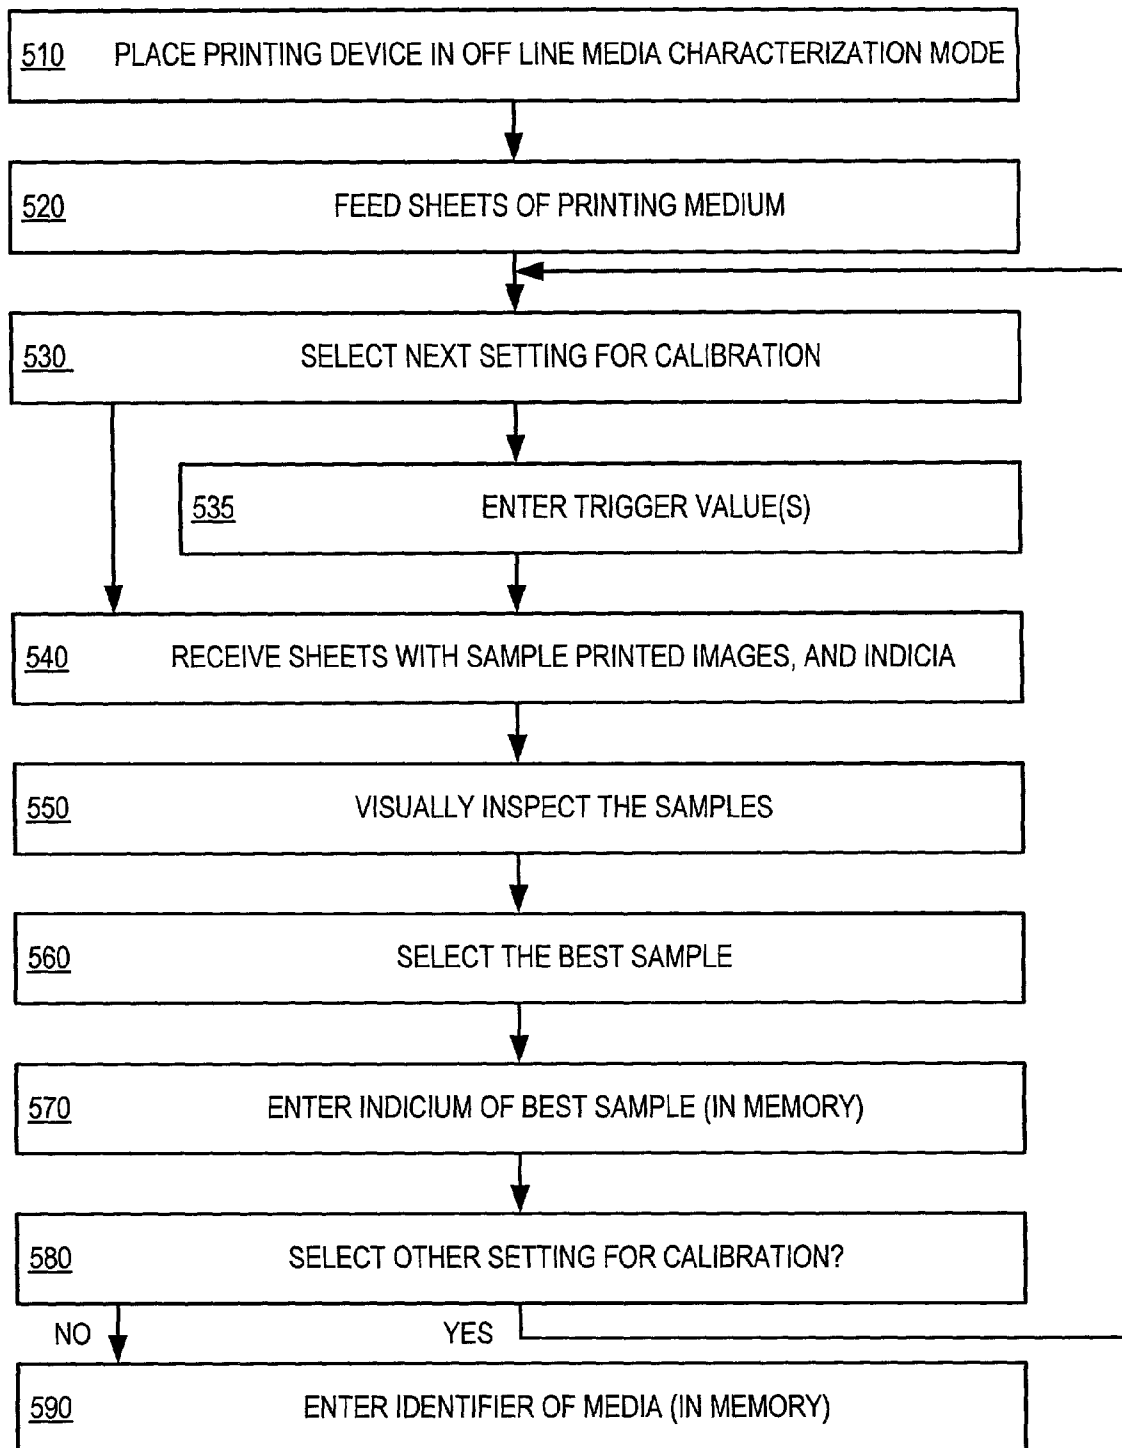 510 PLACE PRINTING DEVICE IN OFF LINE MEDIA CHARACTERIZATION MODE
520 FEED SHEETS OF PRINTING MEDIUM
530 SELECT NEXT SETTING FOR CALIBRATION
535 ENTER TRIGGER VALUE(S)
540 RECEIVE SHEETS WITH SAMPLE PRINTED IMAGES, AND INDICIA
550 VISUALLY INSPECT THE SAMPLES
560 SELECT THE BEST SAMPLE
570 ENTER INDICIUM OF BEST SAMPLE (IN MEMORY)
580 SELECT OTHER SETTING FOR CALIBRATION?
NO YES
590 ENTER IDENTIFIER OF MEDIA (IN MEMORY)